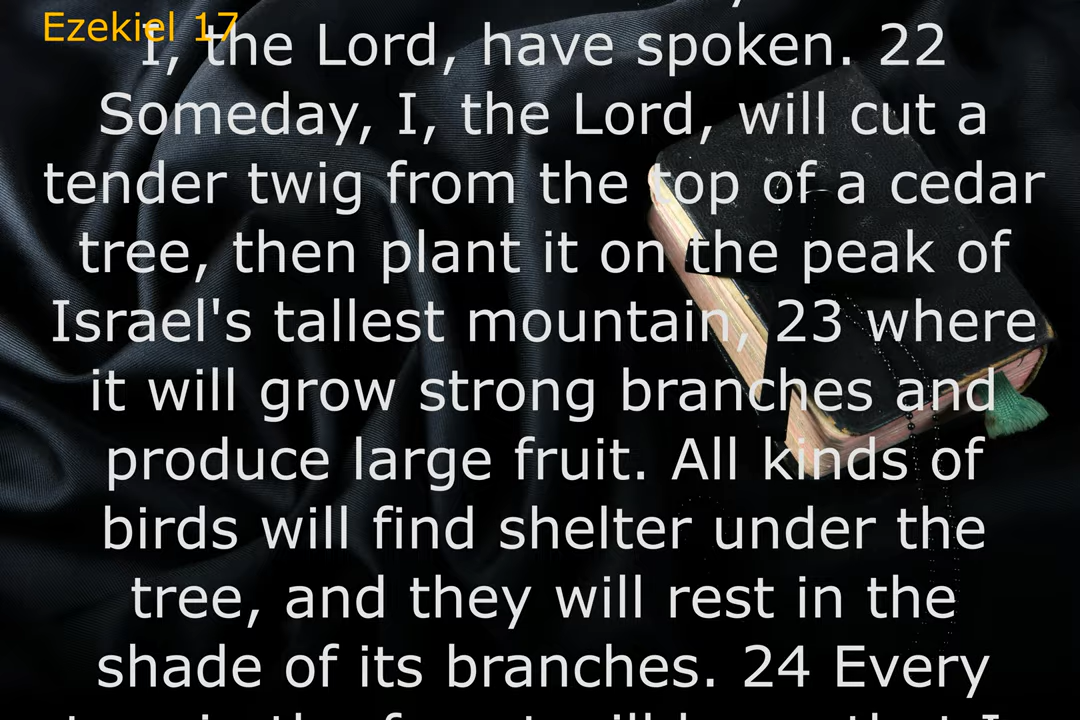 Ezekiel 17
I, the Lord, have spoken. 22
Someday, I, the Lord, will cut a
tender twig from the top of a cedar
tree, then plant it on the peak of
Israel's tallest mountain, 23 where
it will grow strong branches and
produce large fruit. All kinds of
birds will find shelter under the
tree, and they will rest in the
shade of its branches. 24 Every